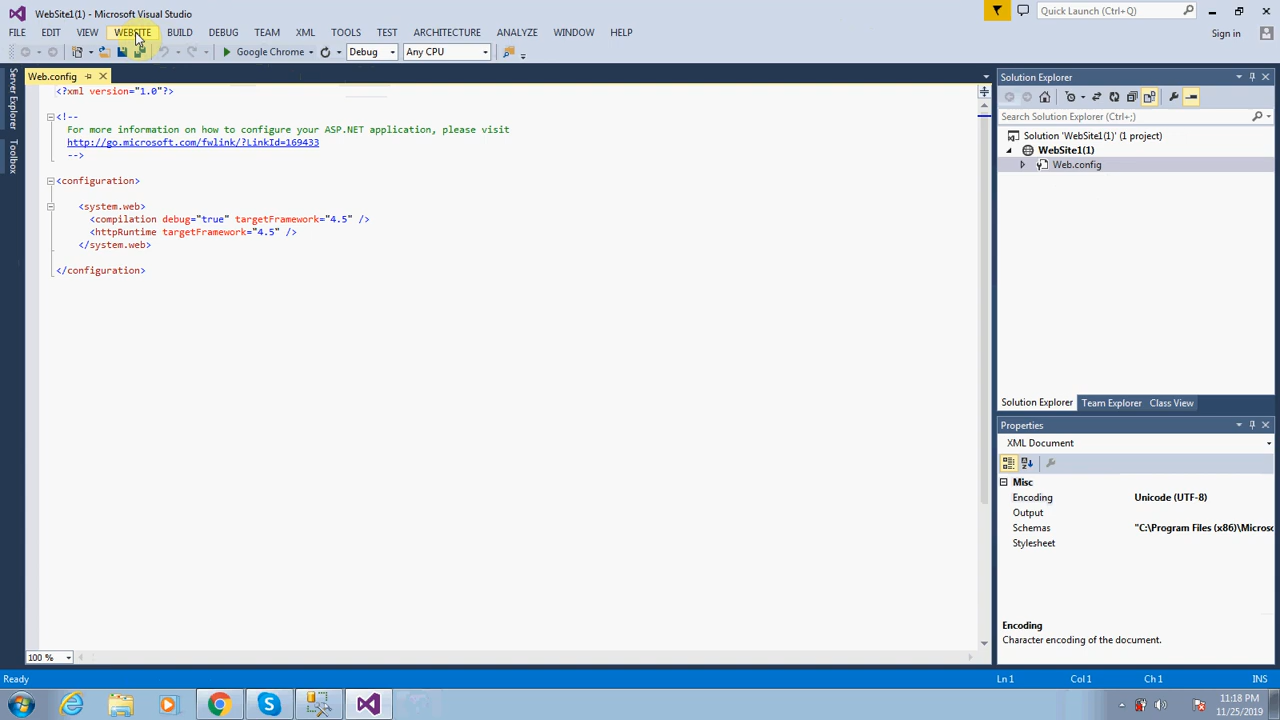 WebSite1(1) - Microsoft Visual Studio
Quick Launch (Ctrl+Q)
FILE EDIT VIEW WEBSITE BUILD DEBUG TEAM XML TOOLS TEST ARCHITECTURE ANALYZE WINDOW HELP
Sign in
Google Chrome Debug Any CPU
Server Explorer
Toolbox
Web.config
<?xml version="1.0"?>
<!--
For more information on how to configure your ASP.NET application, please visit
http://go.microsoft.com/fwlink/?LinkId=169433
-->
<configuration>
<system.web>
<compilation debug="true" targetFramework="4.5" />
<httpRuntime targetFramework="4.5" />
</system.web>
</configuration>
100 %
Solution Explorer
Search Solution Explorer (Ctrl+;)
Solution 'WebSite1(1)' (1 project)
WebSite1(1)
Web.config
Solution Explorer Team Explorer Class View
Properties
XML Document
Misc
Encoding Unicode (UTF-8)
Output
Schemas "C:\Program Files (x86)\Microso
Stylesheet
Encoding
Character encoding of the document.
Ready Ln 1 Col 1 Ch 1 INS
11:18 PM
11/25/2019